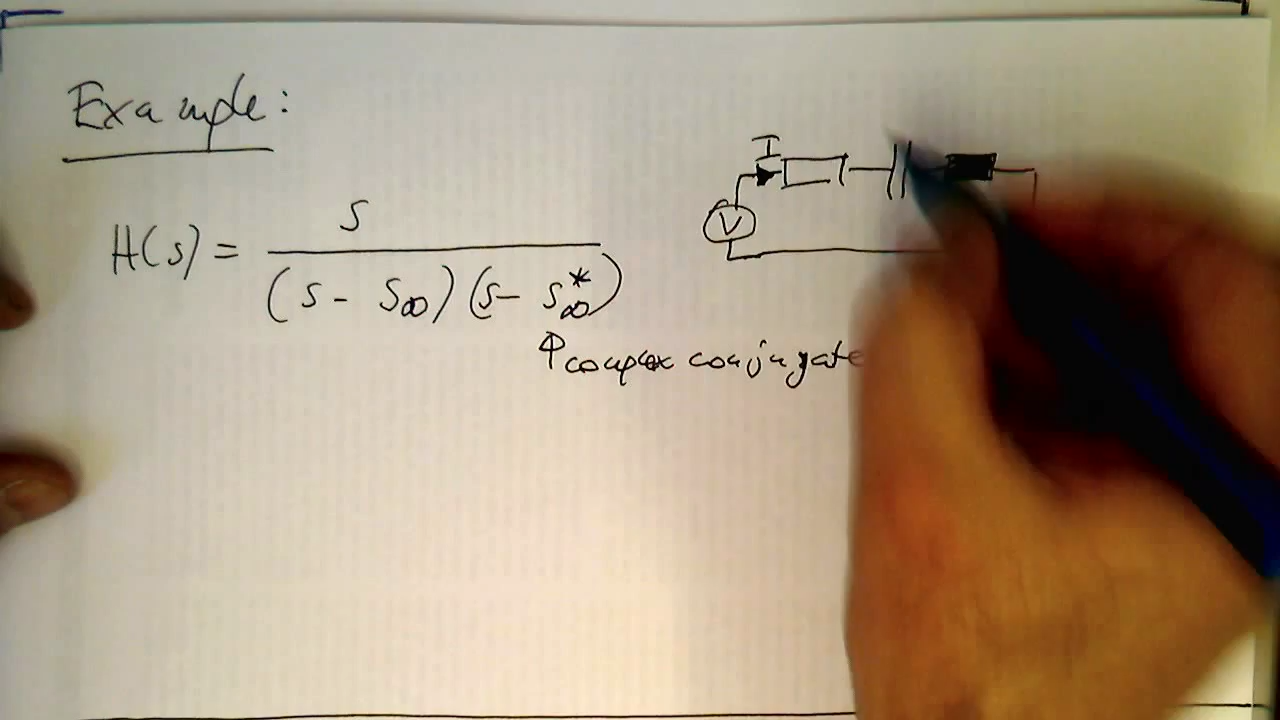 Example:
I
V
H(s) = s / (s - s∞)(s - s∞*)
complex conjugate